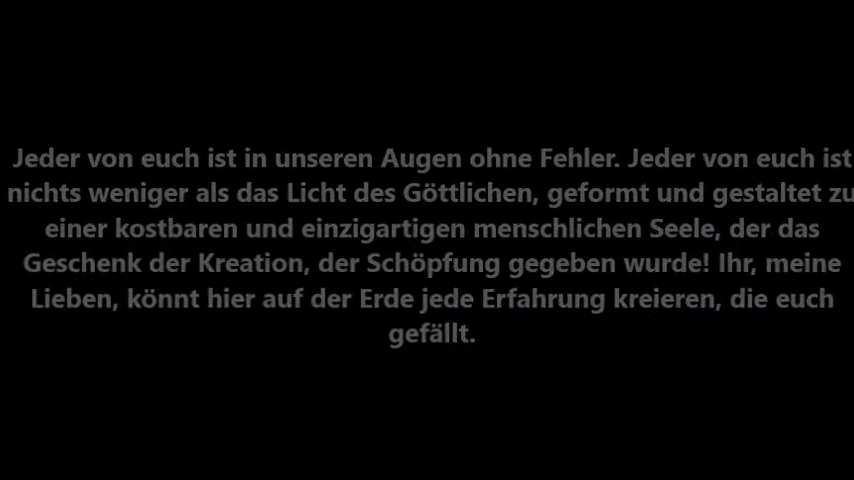 Jeder von euch ist in unseren Augen ohne Fehler. Jeder von euch ist
nichts weniger als das Licht des Göttlichen, geformt und gestaltet zu
einer kostbaren und einzigartigen menschlichen Seele, der das
Geschenk der Kreation, der Schöpfung gegeben wurde! Ihr, meine
Lieben, könnt hier auf der Erde jede Erfahrung kreieren, die euch
gefällt.